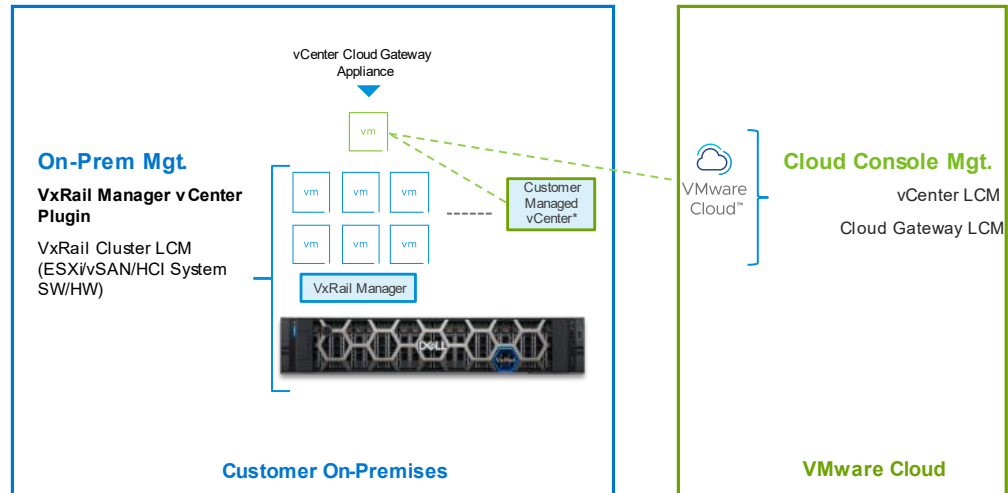 vCenter Cloud Gateway
Appliance
vm
On-Prem Mgt.
VxRail Manager vCenter
Plugin
VxRail Cluster LCM
(ESXi/vSAN/HCI System
SW/HW)
vm vm vm
vm vm vm
VxRail Manager
Customer
Managed
vCenter*
DELL
VxRail
Customer On-Premises
VMware
Cloud™
Cloud Console Mgt.
vCenter LCM
Cloud Gateway LCM
VMware Cloud